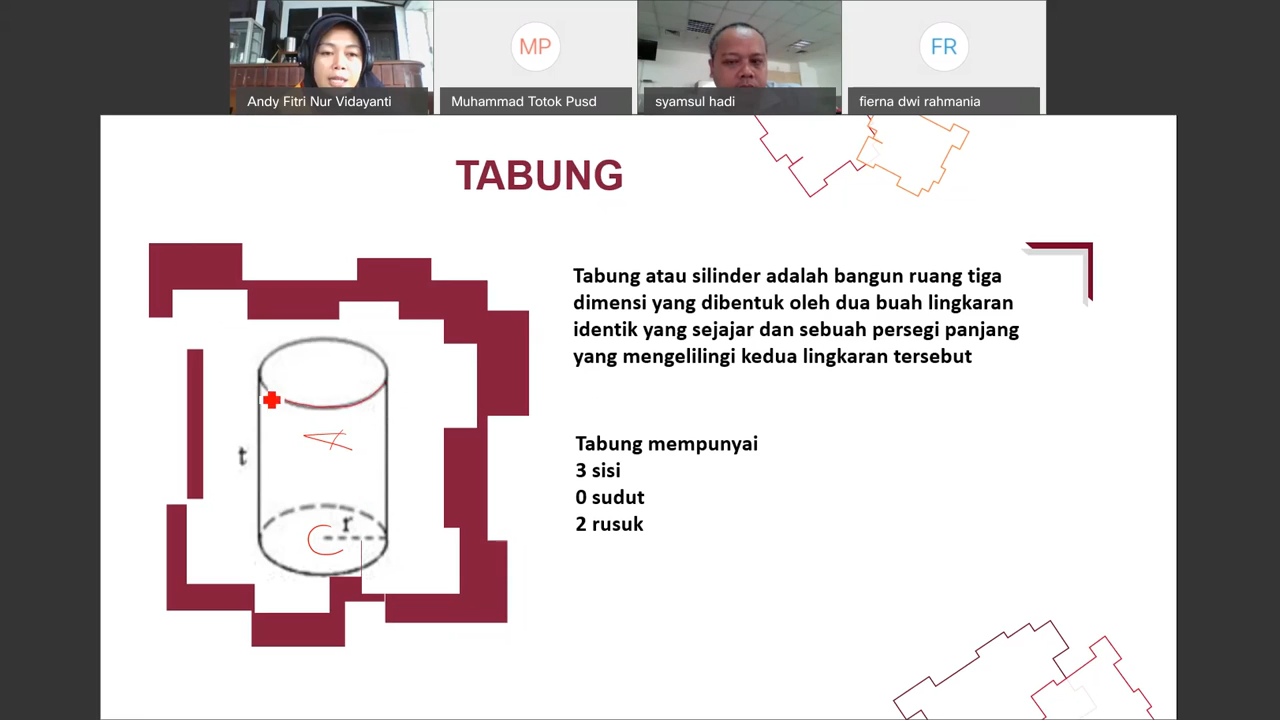 MP
FR
Andy Fitri Nur Vidayanti
Muhammad Totok Pusd
syamsul hadi
fierna dwi rahmania
TABUNG
Tabung atau silinder adalah bangun ruang tiga
dimensi yang dibentuk oleh dua buah lingkaran
identik yang sejajar dan sebuah persegi panjang
yang mengelilingi kedua lingkaran tersebut
A
t
r
C
Tabung mempunyai
3 sisi
0 sudut
2 rusuk